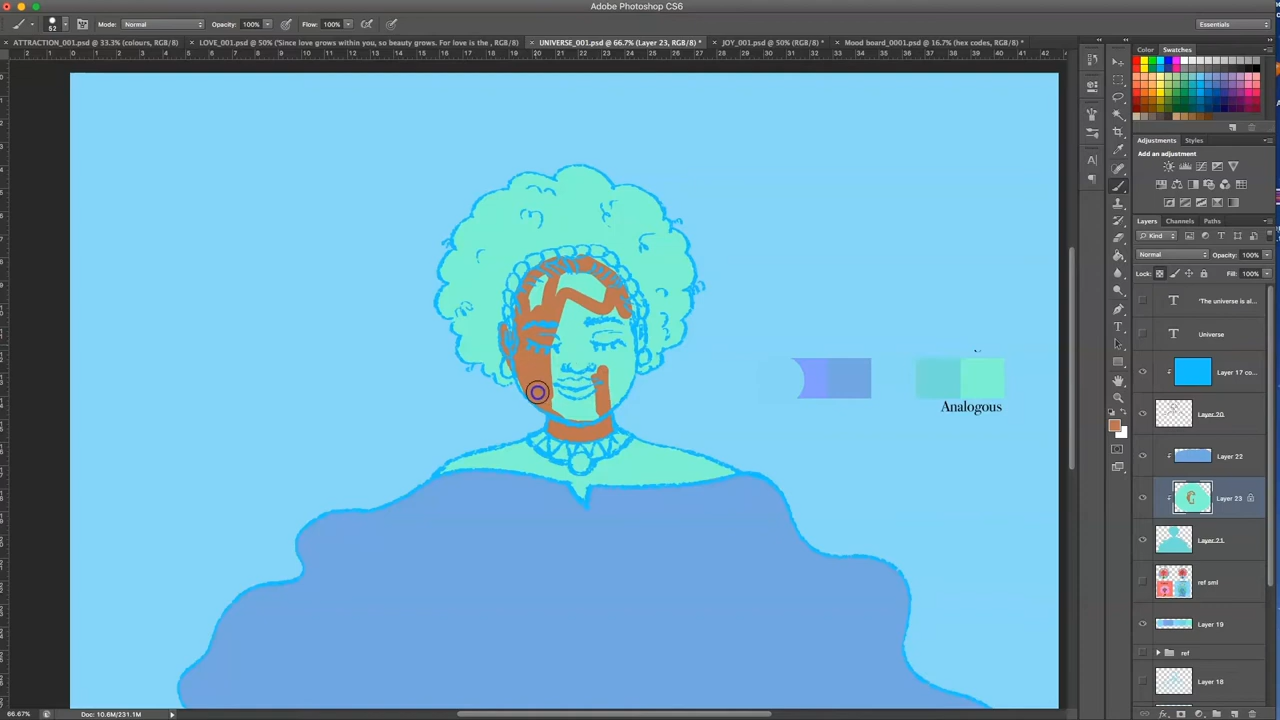 Adobe Photoshop CS6
52 Mode: Normal Opacity: 100% Flow: 100% Essentials
ATTRACTION_001.psd @ 33.3% (colours, RGB/8) LOVE_001.psd @ 50% ('Since love grows within you, so beauty grows. For love is the , RGB/8) UNIVERSE_001.psd @ 66.7% (Layer 23, RGB/8) * JOY_001.psd @ 50% (RGB/8) * Mood board_0001.psd @ 16.7% (hex codes, RGB/8) *
Color Swatches
Adjustments Styles
Add an adjustment
Layers Channels Paths
Kind
Normal Opacity: 100%
Lock: Fill: 100%
T 'The universe is al...
T Universe
Layer 17 co...
Layer 20
Layer 22
Layer 23
Layer 21
ref sml
Layer 19
ref
Layer 18
Analogous
66.67% Doc: 10.6M/231.1M